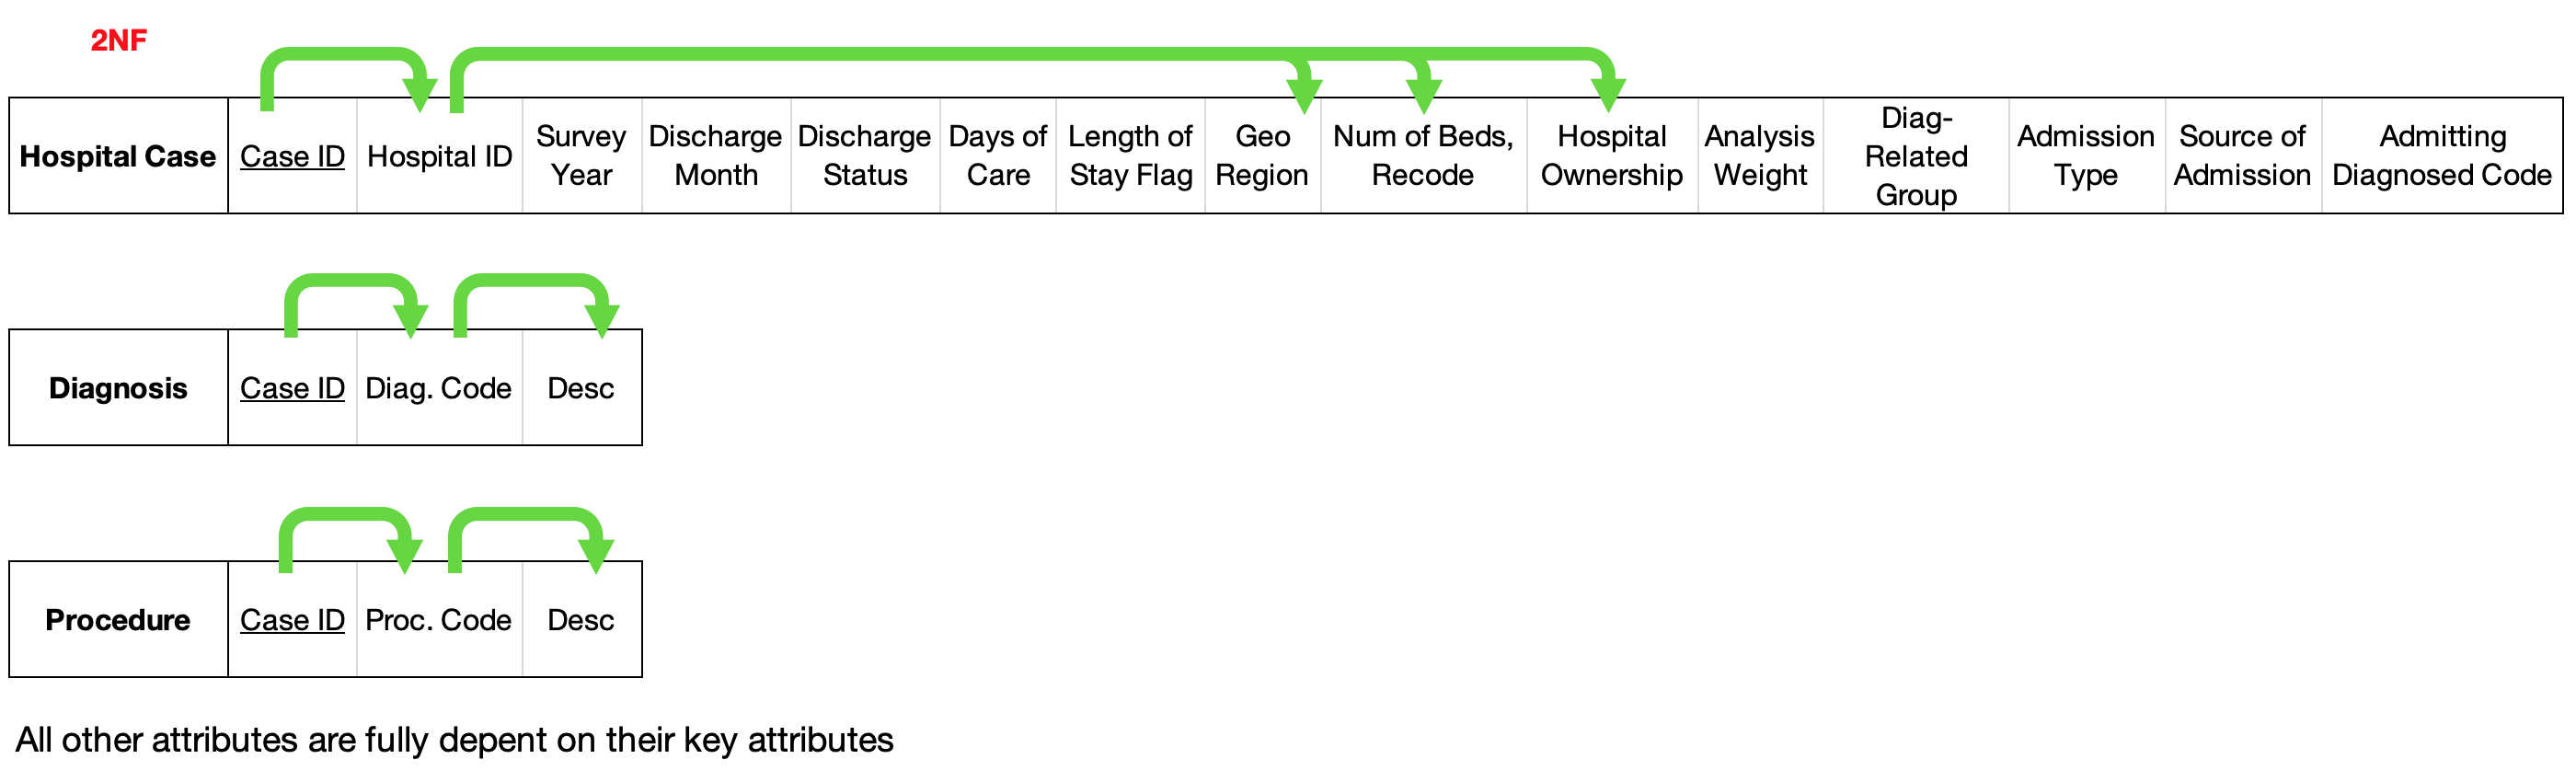 2NF
Hospital Case
Case ID
Hospital ID
Survey
Year
Discharge
Month
Discharge
Status
Days of
Care
Length of
Stay Flag
Geo
Region
Num of Beds,
Recode
Hospital
Ownership
Analysis
Weight
Diag-
Related
Group
Admission
Type
Source of
Admission
Admitting
Diagnosed Code
Diagnosis
Case ID
Diag. Code
Desc
Procedure
Case ID
Proc. Code
Desc
All other attributes are fully depent on their key attributes